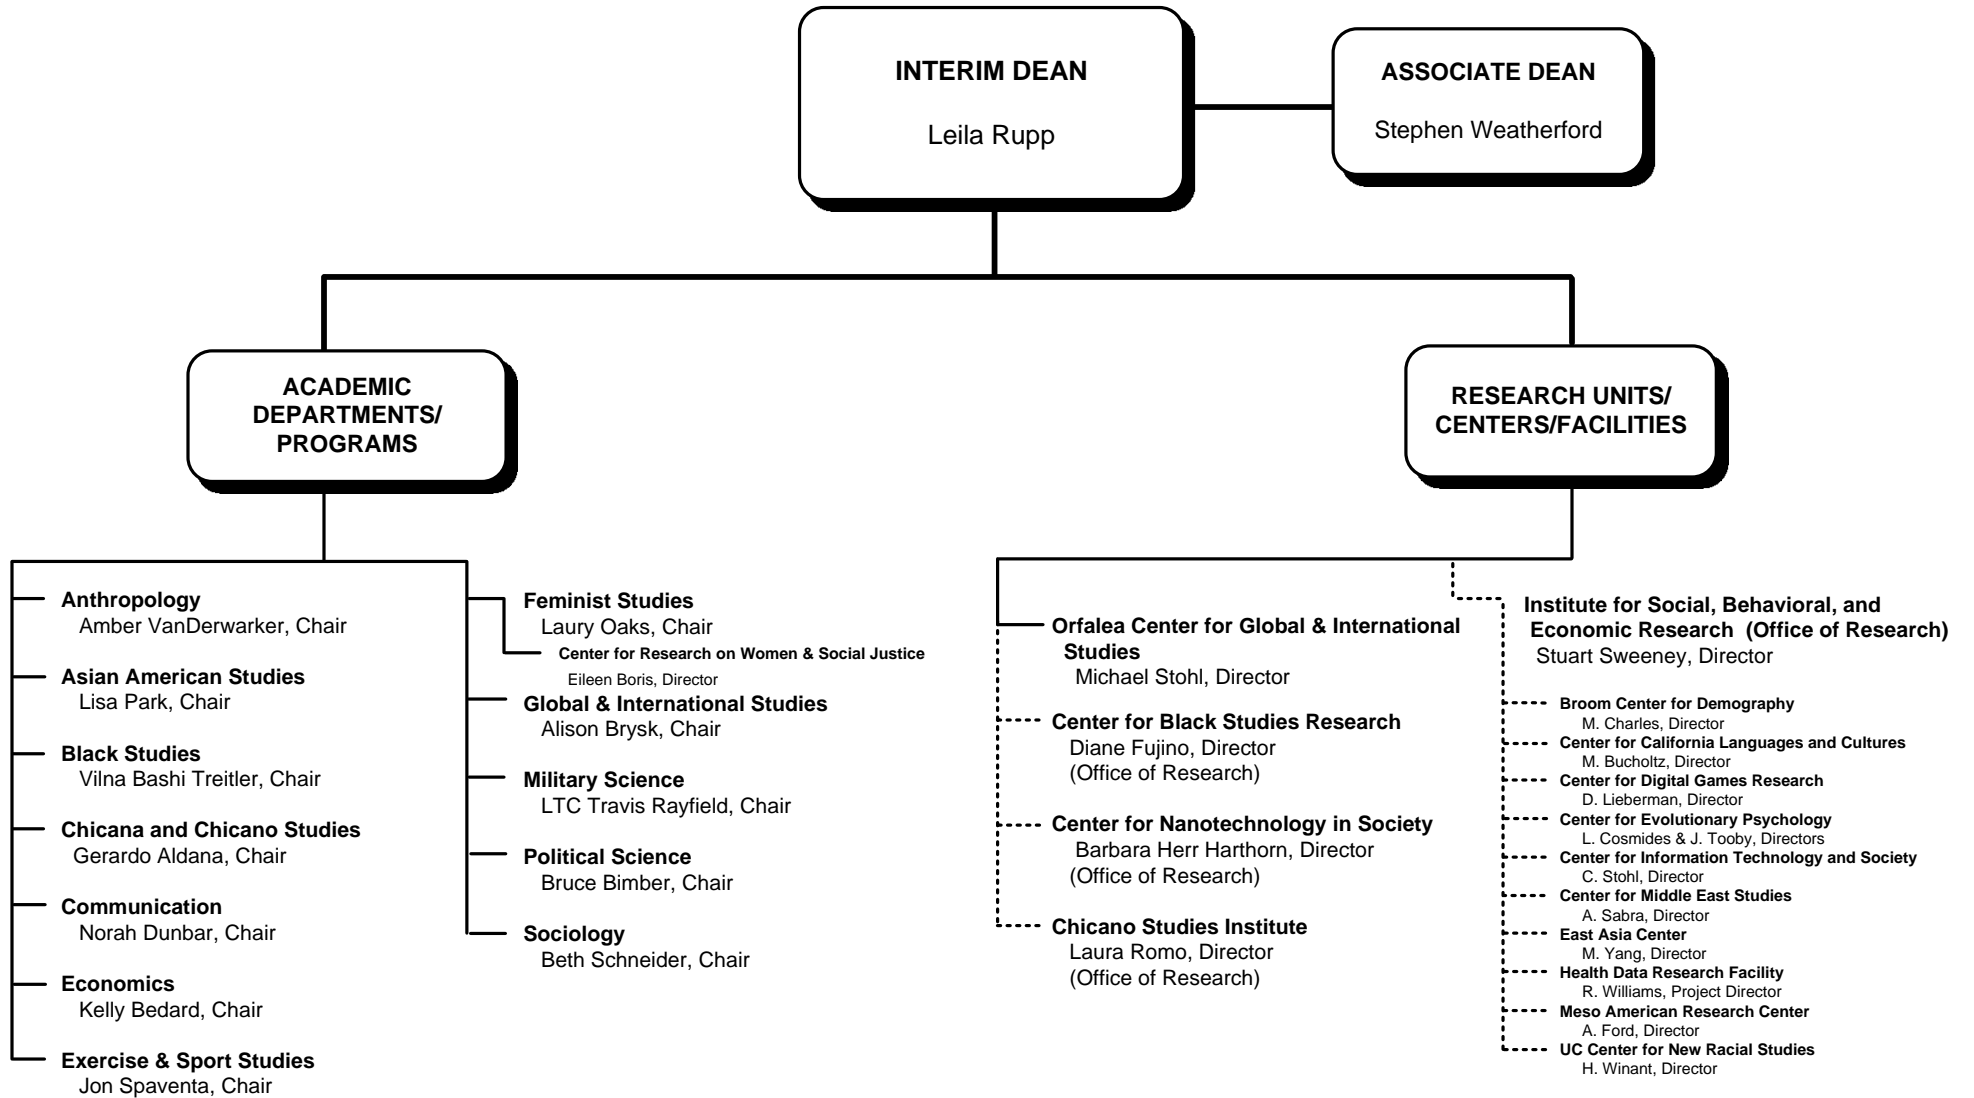 INTERIM DEAN
Leila Rupp
ASSOCIATE DEAN
Stephen Weatherford
ACADEMIC
DEPARTMENTS/
PROGRAMS
RESEARCH UNITS/
CENTERS/FACILITIES
Anthropology
Amber VanDerwarker, Chair
Asian American Studies
Lisa Park, Chair
Black Studies
Vilna Bashi Treitler, Chair
Chicana and Chicano Studies
Gerardo Aldana, Chair
Communication
Norah Dunbar, Chair
Economics
Kelly Bedard, Chair
Exercise & Sport Studies
Jon Spaventa, Chair
Feminist Studies
Laury Oaks, Chair
Center for Research on Women & Social Justice
Eileen Boris, Director
Global & International Studies
Alison Brysk, Chair
Military Science
LTC Travis Rayfield, Chair
Political Science
Bruce Bimber, Chair
Sociology
Beth Schneider, Chair
Orfalea Center for Global & International
Studies
Michael Stohl, Director
Center for Black Studies Research
Diane Fujino, Director
(Office of Research)
Center for Nanotechnology in Society
Barbara Herr Harthorn, Director
(Office of Research)
Chicano Studies Institute
Laura Romo, Director
(Office of Research)
Institute for Social, Behavioral, and
Economic Research (Office of Research)
Stuart Sweeney, Director
Broom Center for Demography
M. Charles, Director
Center for California Languages and Cultures
M. Bucholtz, Director
Center for Digital Games Research
D. Lieberman, Director
Center for Evolutionary Psychology
L. Cosmides & J. Tooby, Directors
Center for Information Technology and Society
C. Stohl, Director
Center for Middle East Studies
A. Sabra, Director
East Asia Center
M. Yang, Director
Health Data Research Facility
R. Williams, Project Director
Meso American Research Center
A. Ford, Director
UC Center for New Racial Studies
H. Winant, Director